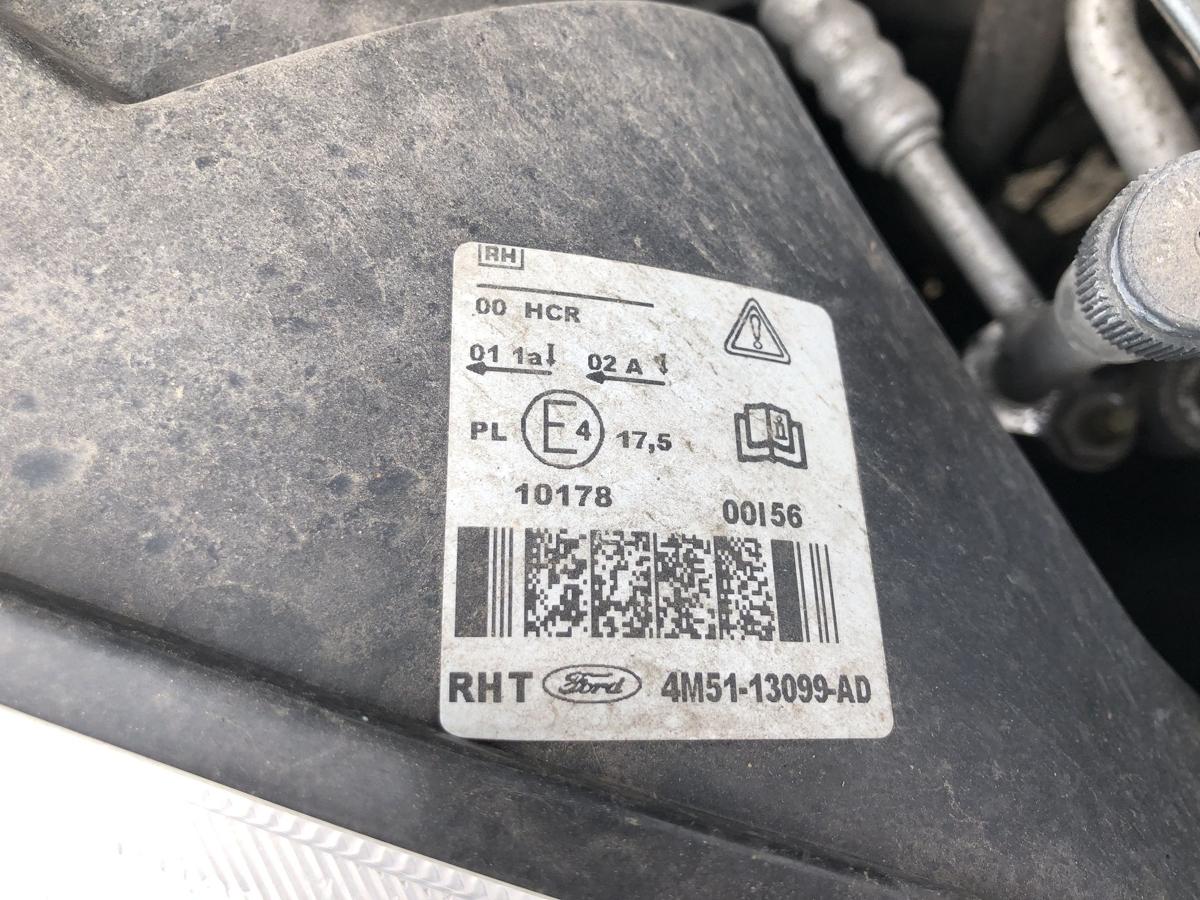 RH
00 HCR
01 1a 02 A
PL E4 17,5
10178
00I56
RHT Ford 4M51-13099-AD